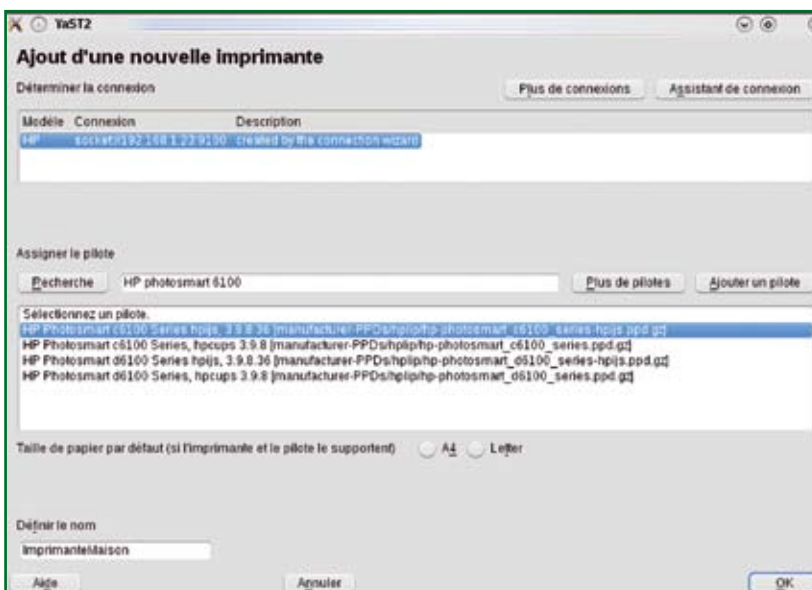 YaST2
Ajout d'une nouvelle imprimante
Déterminer la connexion
Plus de connexions
Assistant de connexion
Modèle Connexion Description
HP socket://192.168.1.22:9100 created by the connection wizard
Assigner le pilote
Recherche
HP photosmart 6100
Plus de pilotes
Ajouter un pilote
Sélectionnez un pilote.
HP Photosmart c6100 Series hpijs, 3.9.8.36 [manufacturer-PPDs/hplip/hp-photosmart_c6100_series-hpijs.ppd.gz]
HP Photosmart c6100 Series, hpcups 3.9.8 [manufacturer-PPDs/hplip/hp-photosmart_c6100_series.ppd.gz]
HP Photosmart d6100 Series hpijs, 3.9.8.36 [manufacturer-PPDs/hplip/hp-photosmart_d6100_series-hpijs.ppd.gz]
HP Photosmart d6100 Series, hpcups 3.9.8 [manufacturer-PPDs/hplip/hp-photosmart_d6100_series.ppd.gz]
Taille de papier par défaut (si l'imprimante et le pilote le supportent) A4 Letter
Définir le nom
ImprimanteMaison
Aide
Annuler
OK